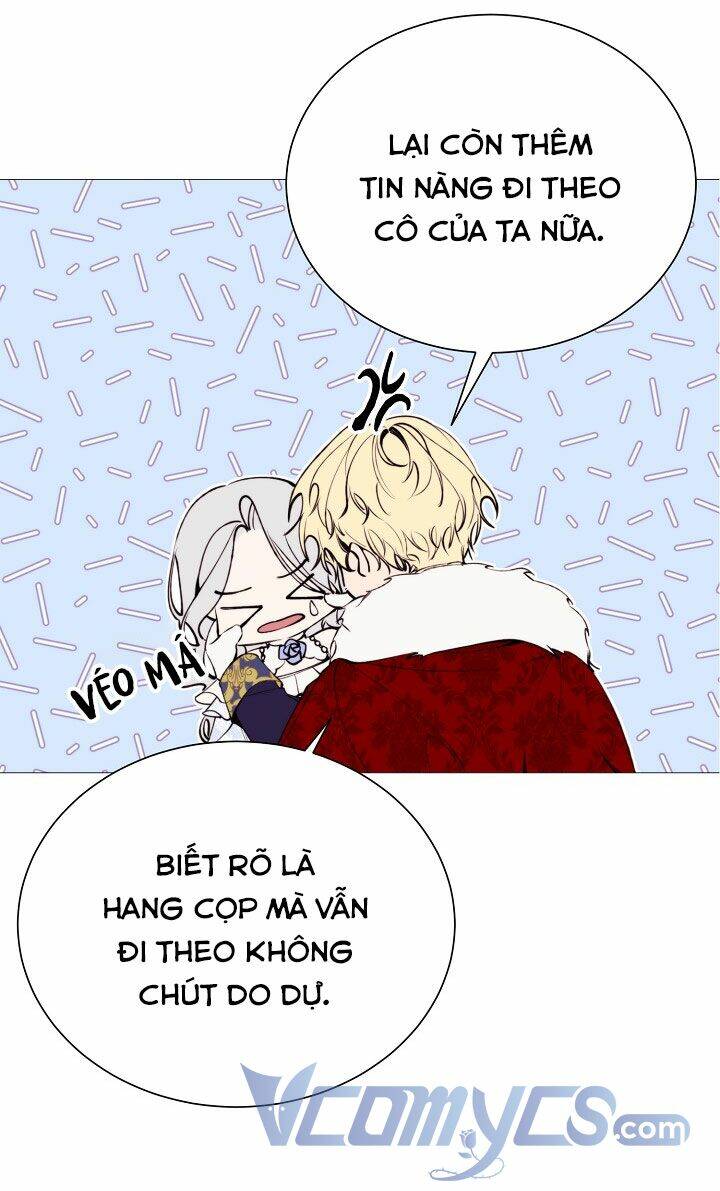 LẠI CÒN THÊM
TIN NÀNG ĐI THEO
CÔ CỦA TA NỮA.
VÉO MÁ
BIẾT RÕ LÀ
HANG CỌP MÀ VẪN
ĐI THEO KHÔNG
CHÚT DO DỰ.
VCOMYCS.com